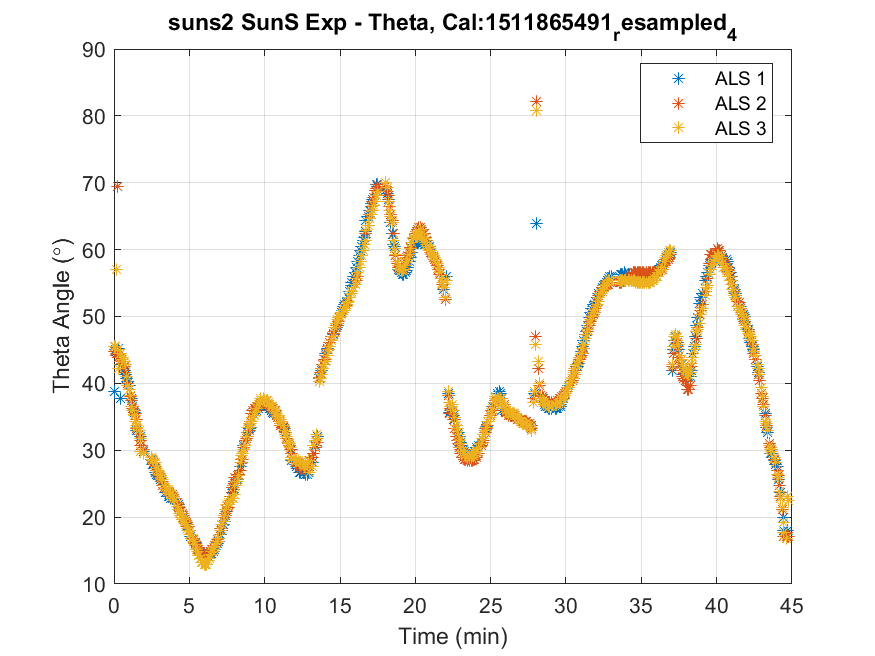 suns2 SunS Exp - Theta, Cal:1511865491resampled4
90
80
70
60
50
40
30
20
10
Theta Angle (°)
ALS 1
ALS 2
ALS 3
0 5 10 15 20 25 30 35 40 45
Time (min)